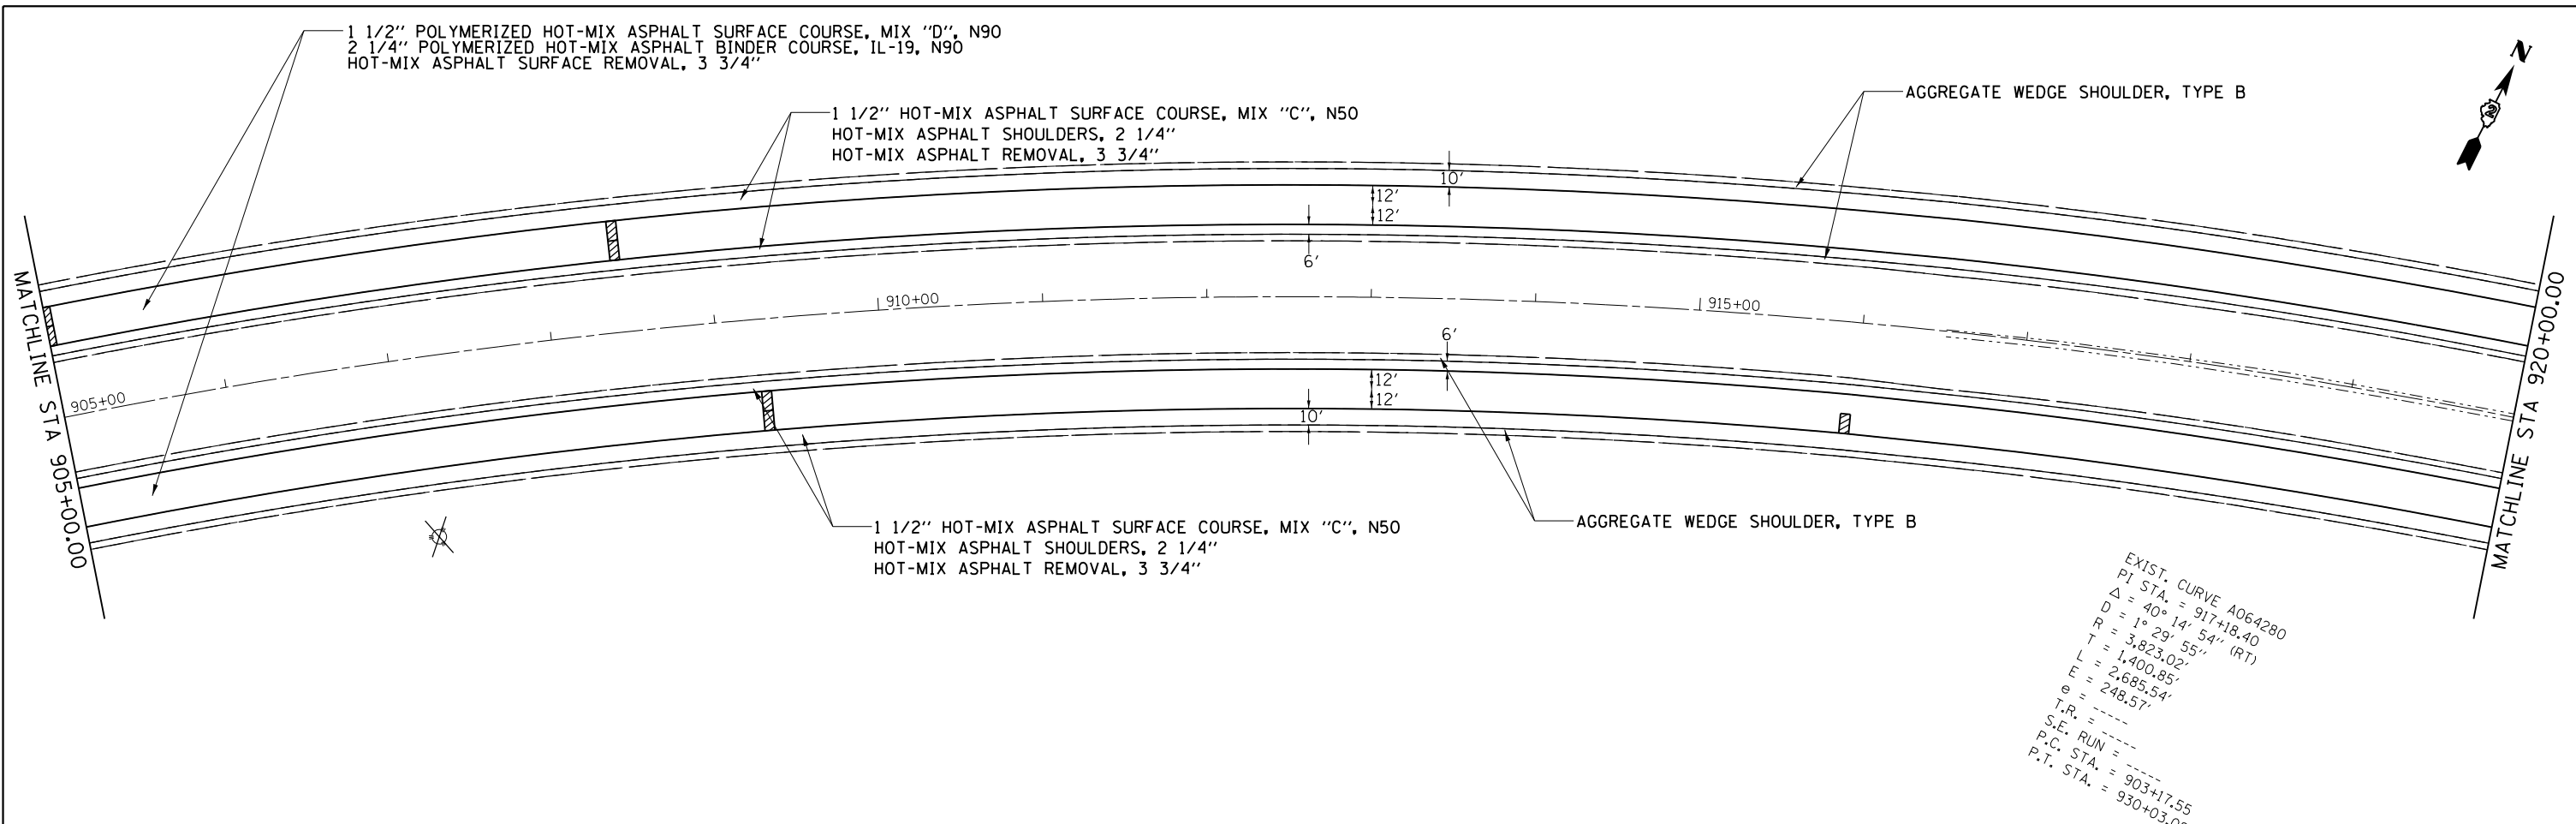 1 1/2" POLYMERIZED HOT-MIX ASPHALT SURFACE COURSE, MIX "D", N90
2 1/4" POLYMERIZED HOT-MIX ASPHALT BINDER COURSE, IL-19, N90
HOT-MIX ASPHALT SURFACE REMOVAL, 3 3/4"
1 1/2" HOT-MIX ASPHALT SURFACE COURSE, MIX "C", N50
HOT-MIX ASPHALT SHOULDERS, 2 1/4"
HOT-MIX ASPHALT REMOVAL, 3 3/4"
AGGREGATE WEDGE SHOULDER, TYPE B
N
10'
12'
12'
6'
MATCHLINE STA 905+00.00
905+00
910+00
915+00
MATCHLINE STA 920+00.00
6'
12'
12'
10'
1 1/2" HOT-MIX ASPHALT SURFACE COURSE, MIX "C", N50
HOT-MIX ASPHALT SHOULDERS, 2 1/4"
HOT-MIX ASPHALT REMOVAL, 3 3/4"
AGGREGATE WEDGE SHOULDER, TYPE B
EXIST. CURVE A064280
PI STA. = 917+18.40
Δ = 40° 14' 54" (RT)
D = 1° 29' 55"
R = 3,823.02'
T = 1,400.85'
L = 2,685.54'
E = 248.57'
e = -----
T.R. = -----
S.E. RUN = -----
P.C. STA. = 903+17.55
P.T. STA. =